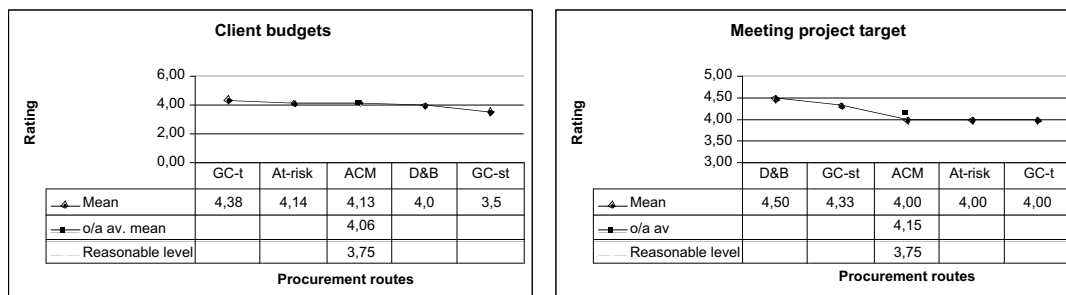 Client budgets
Rating
6,00
4,00
2,00
0,00
GC-t At-risk ACM D&B GC-st
Mean 4,38 4,14 4,13 4,0 3,5
o/a av. mean 4,06
Reasonable level 3,75
Procurement routes
Meeting project target
Rating
5,00
4,50
4,00
3,50
3,00
D&B GC-st ACM At-risk GC-t
Mean 4,50 4,33 4,00 4,00 4,00
o/a av 4,15
Reasonable level 3,75
Procurement routes